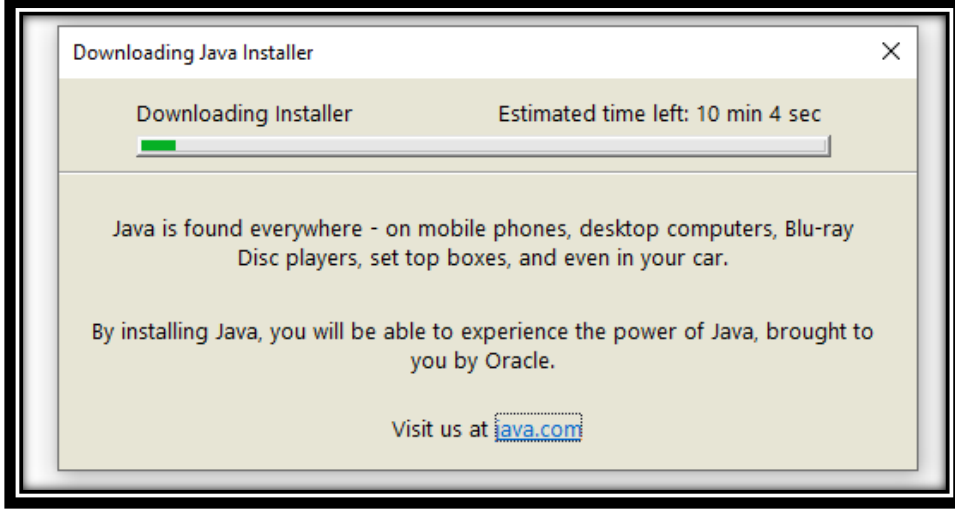 Downloading Java Installer
Downloading Installer Estimated time left: 10 min 4 sec
Java is found everywhere - on mobile phones, desktop computers, Blu-ray
Disc players, set top boxes, and even in your car.
By installing Java, you will be able to experience the power of Java, brought to
you by Oracle.
Visit us at java.com